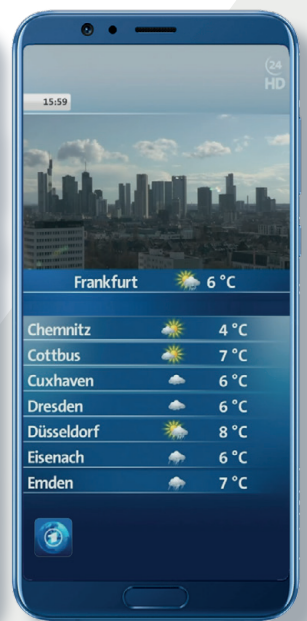 24
HD
15:59
Frankfurt 6 °C
Chemnitz 4 °C
Cottbus 7 °C
Cuxhaven 6 °C
Dresden 6 °C
Düsseldorf 8 °C
Eisenach 6 °C
Emden 7 °C
1